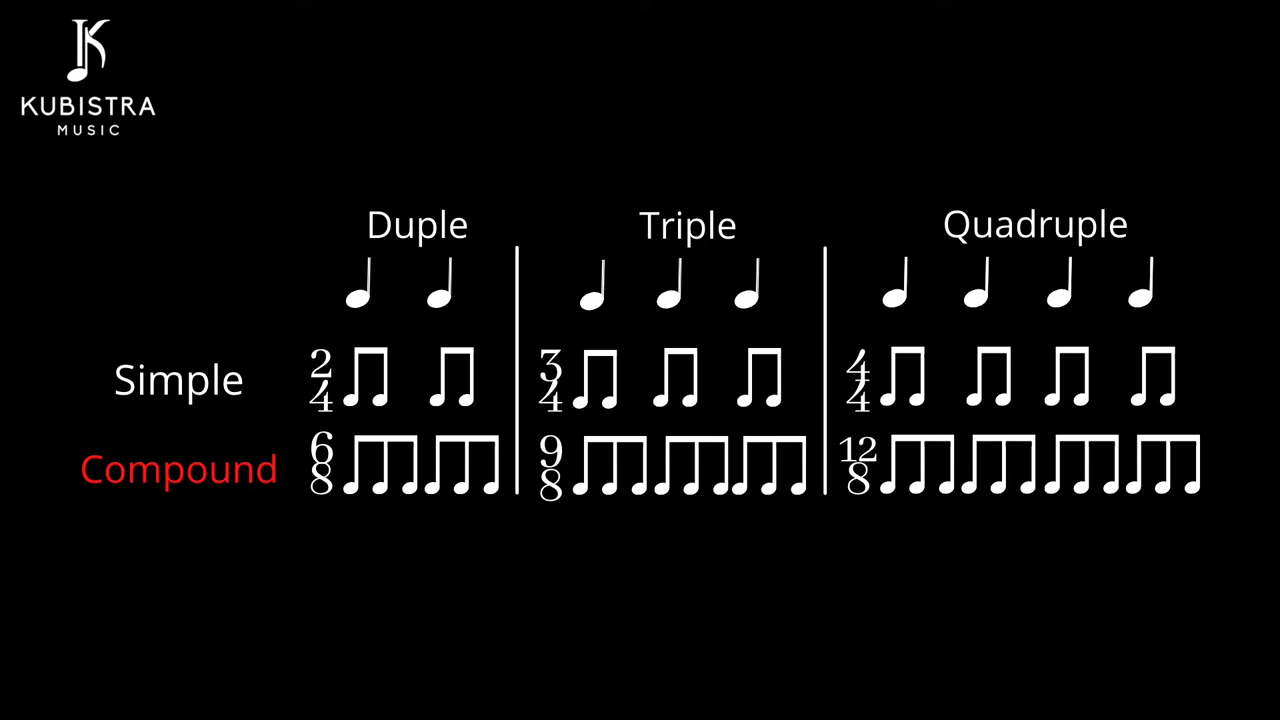 KUBISTRA
MUSIC
Duple Triple Quadruple
Simple 2/4 3/4 4/4
Compound 6/8 9/8 12/8